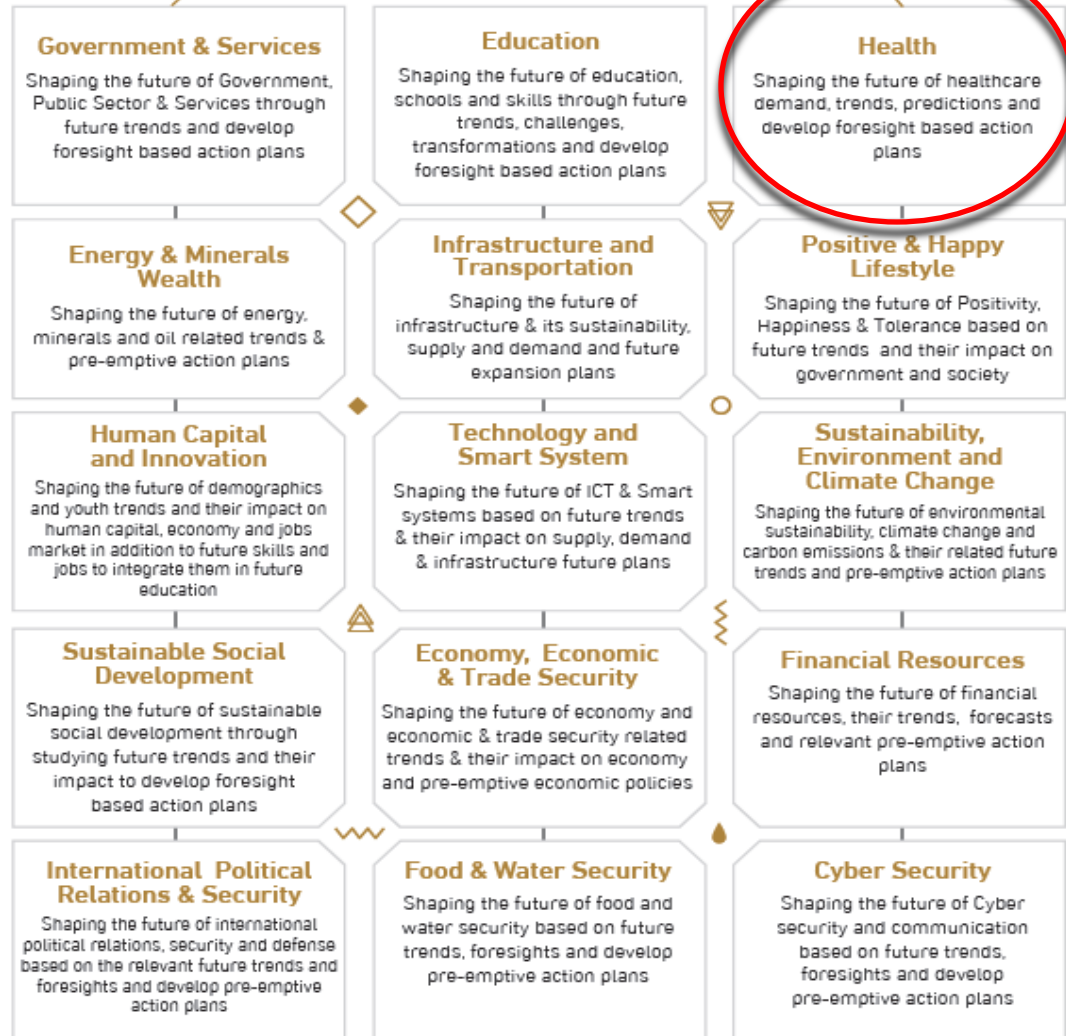 Government & Services
Shaping the future of Government,
Public Sector & Services through
future trends and develop
foresight based action plans
Education
Shaping the future of education,
schools and skills through future
trends, challenges,
transformations and develop
foresight based action plans
Health
Shaping the future of healthcare
demand, trends, predictions and
develop foresight based action
plans
Energy & Minerals
Wealth
Shaping the future of energy,
minerals and oil related trends &
pre-emptive action plans
Infrastructure and
Transportation
Shaping the future of
infrastructure & its sustainability,
supply and demand and future
expansion plans
Positive & Happy
Lifestyle
Shaping the future of Positivity,
Happiness & Tolerance based on
future trends and their impact on
government and society
Human Capital
and Innovation
Shaping the future of demographics
and youth trends and their impact on
human capital, economy and jobs
market in addition to future skills and
jobs to integrate them in future
education
Technology and
Smart System
Shaping the future of ICT & Smart
systems based on future trends
& their impact on supply, demand
& infrastructure future plans
Sustainability,
Environment and
Climate Change
Shaping the future of environmental
sustainability, climate change and
carbon emissions & their related future
trends and pre-emptive action plans
Sustainable Social
Development
Shaping the future of sustainable
social development through
studying future trends and their
impact to develop foresight
based action plans
Economy, Economic
& Trade Security
Shaping the future of economy and
economic & trade security related
trends & their impact on economy
and pre-emptive economic policies
Financial Resources
Shaping the future of financial
resources, their trends, forecasts
and relevant pre-emptive action
plans
International Political
Relations & Security
Shaping the future of international
political relations, security and defense
based on the relevant future trends and
foresights and develop pre-emptive
action plans
Food & Water Security
Shaping the future of food and
water security based on future
trends, foresights and develop
pre-emptive action plans
Cyber Security
Shaping the future of Cyber
security and communication
based on future trends,
foresights and develop
pre-emptive action plans